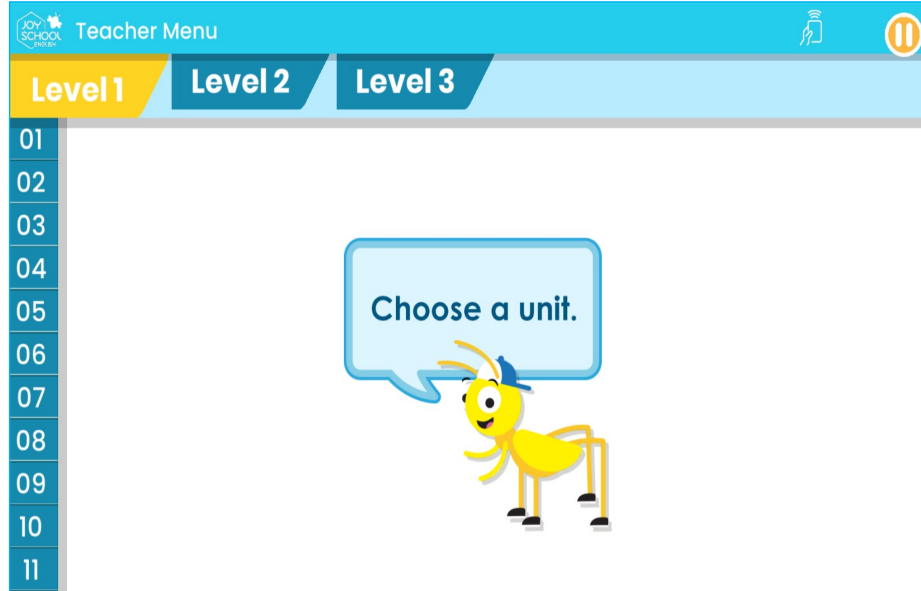 JOY
SCHOOL
ENGLISH
Teacher Menu
Level 1
Level 2
Level 3
01
02
03
04
05
06
07
08
09
10
11
Choose a unit.